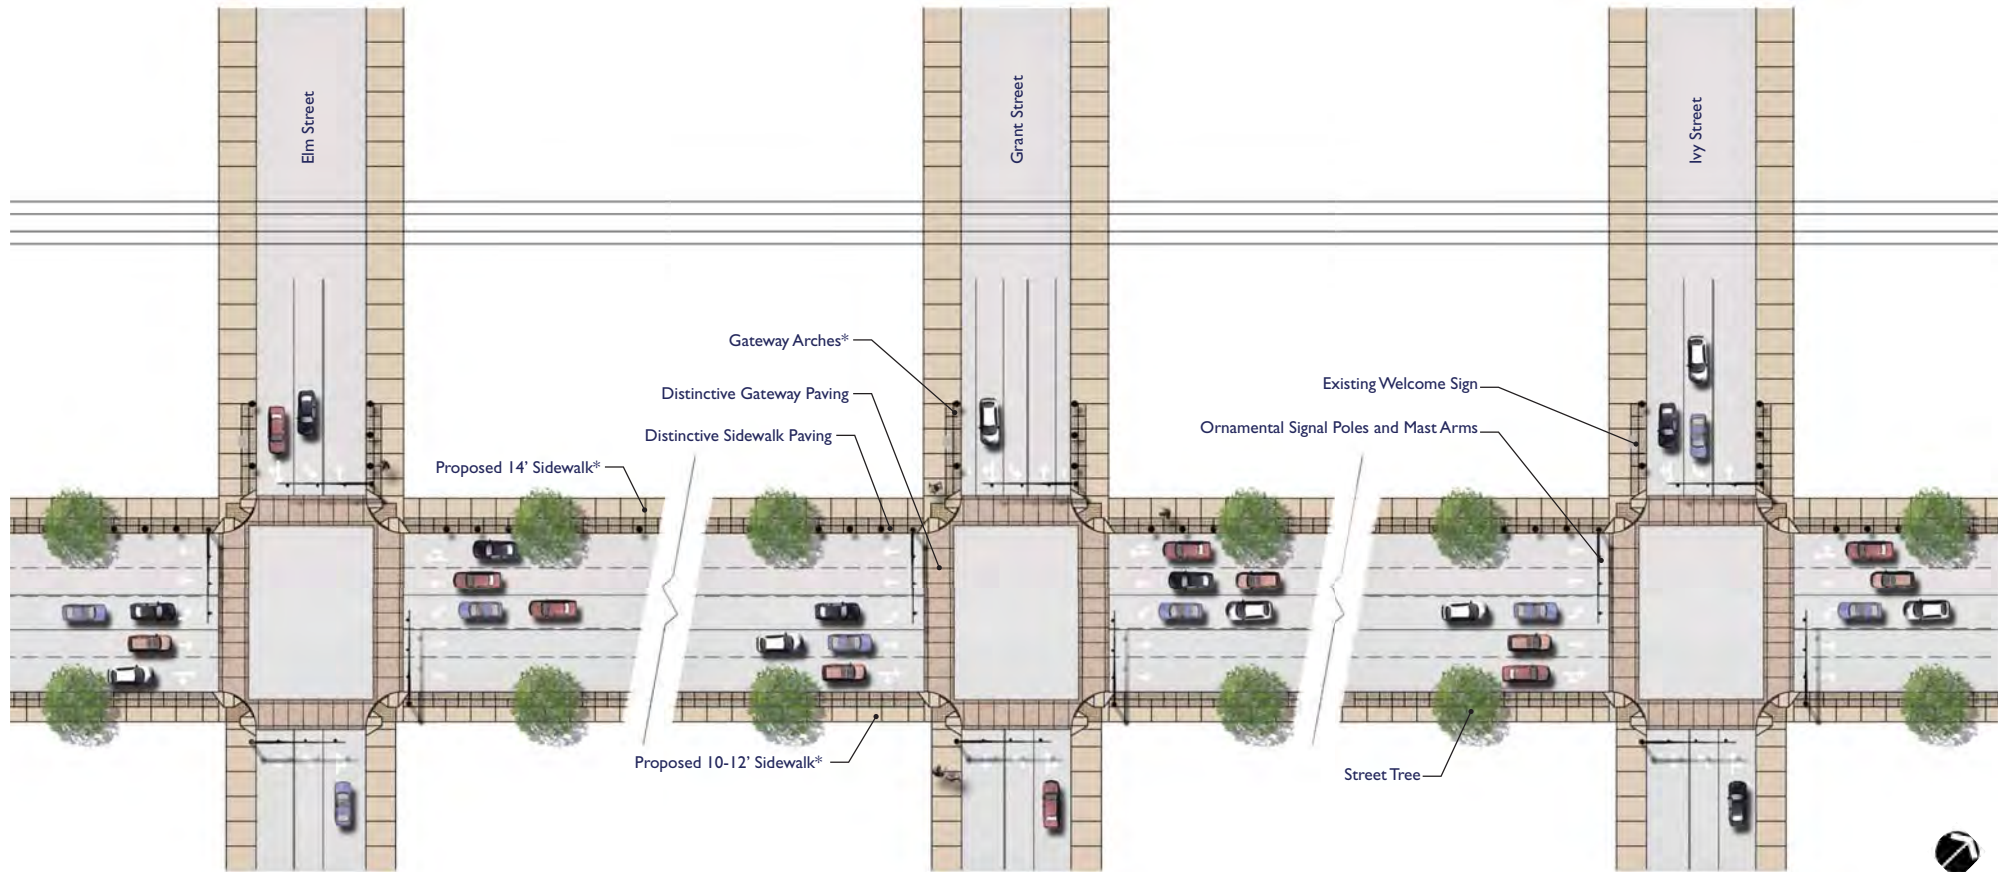 Elm Street
Grant Street
Ivy Street
Gateway Arches*
Distinctive Gateway Paving
Distinctive Sidewalk Paving
Proposed 14’ Sidewalk*
Existing Welcome Sign
Ornamental Signal Poles and Mast Arms
Proposed 10-12’ Sidewalk*
Street Tree